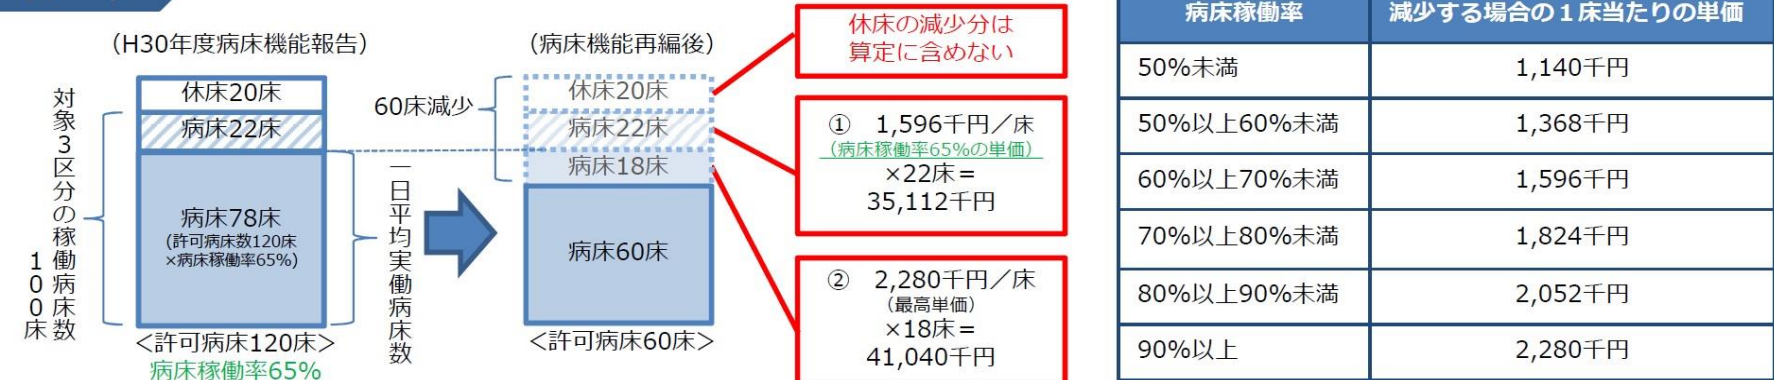 (H30年度病床機能報告)
休床20床
病床22床
病床78床
(許可病床数120床
×病床稼働率65%)
<許可病床120床>
病床稼働率65%
対象3区分の稼働病床数
100床
一日平均実働病床数
(病床機能再編後)
60床減少
休床20床
病床22床
病床18床
病床60床
<許可病床60床>
休床の減少分は
算定に含めない
① 1,596千円/床
(病床稼働率65%の単価)
×22床=
35,112千円
② 2,280千円/床
(最高単価)
×18床=
41,040千円
病床稼働率 減少する場合の1床当たりの単価
50%未満 1,140千円
50%以上60%未満 1,368千円
60%以上70%未満 1,596千円
70%以上80%未満 1,824千円
80%以上90%未満 2,052千円
90%以上 2,280千円